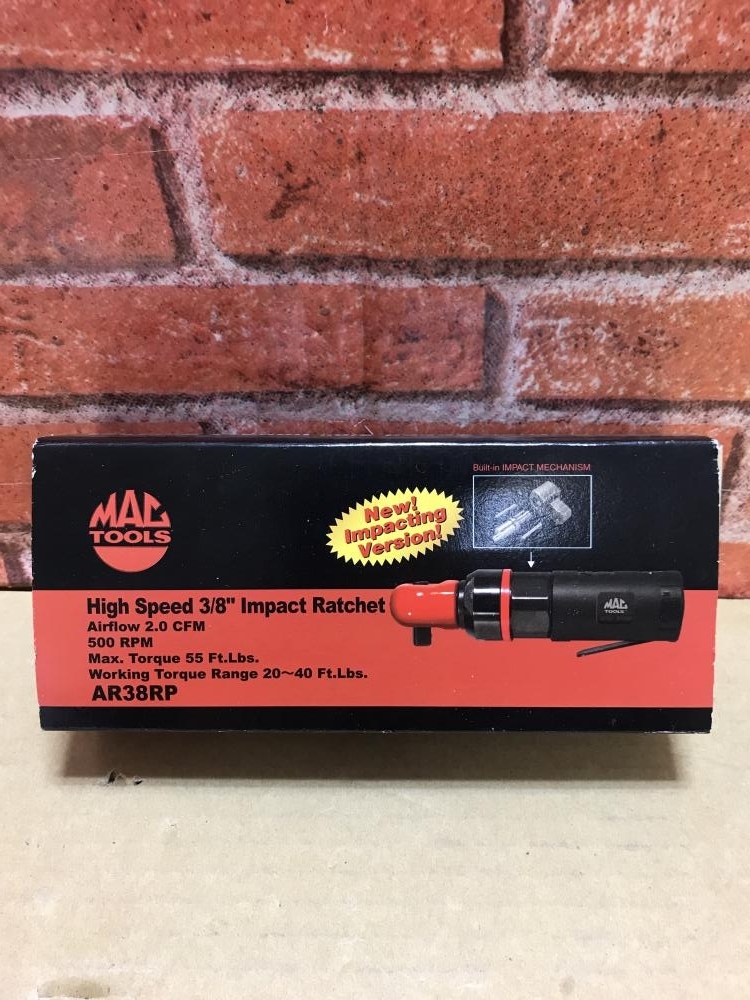 MAC
TOOLS
New!
Impacting
Version!
Built-in IMPACT MECHANISM
MAC
TOOLS
High Speed 3/8" Impact Ratchet
Airflow 2.0 CFM
500 RPM
Max. Torque 55 Ft.Lbs.
Working Torque Range 20～40 Ft.Lbs.
AR38RP